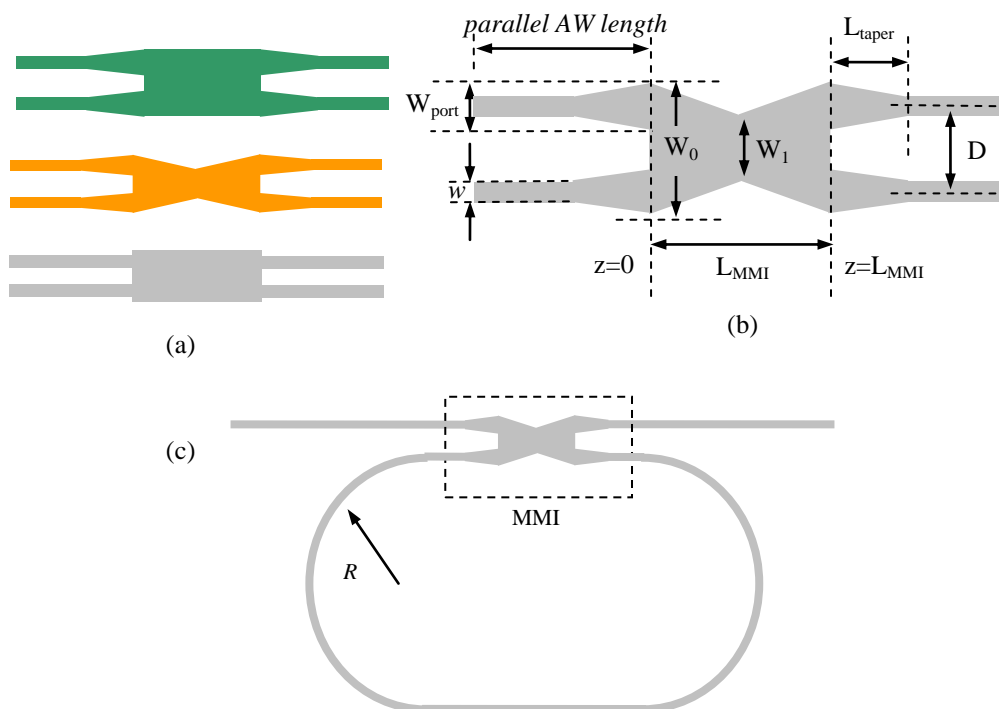 parallel AW length
L_taper
W_port
W_0
W_1
D
w
z=0
L_MMI
z=L_MMI
(a)
(b)
(c)
MMI
R